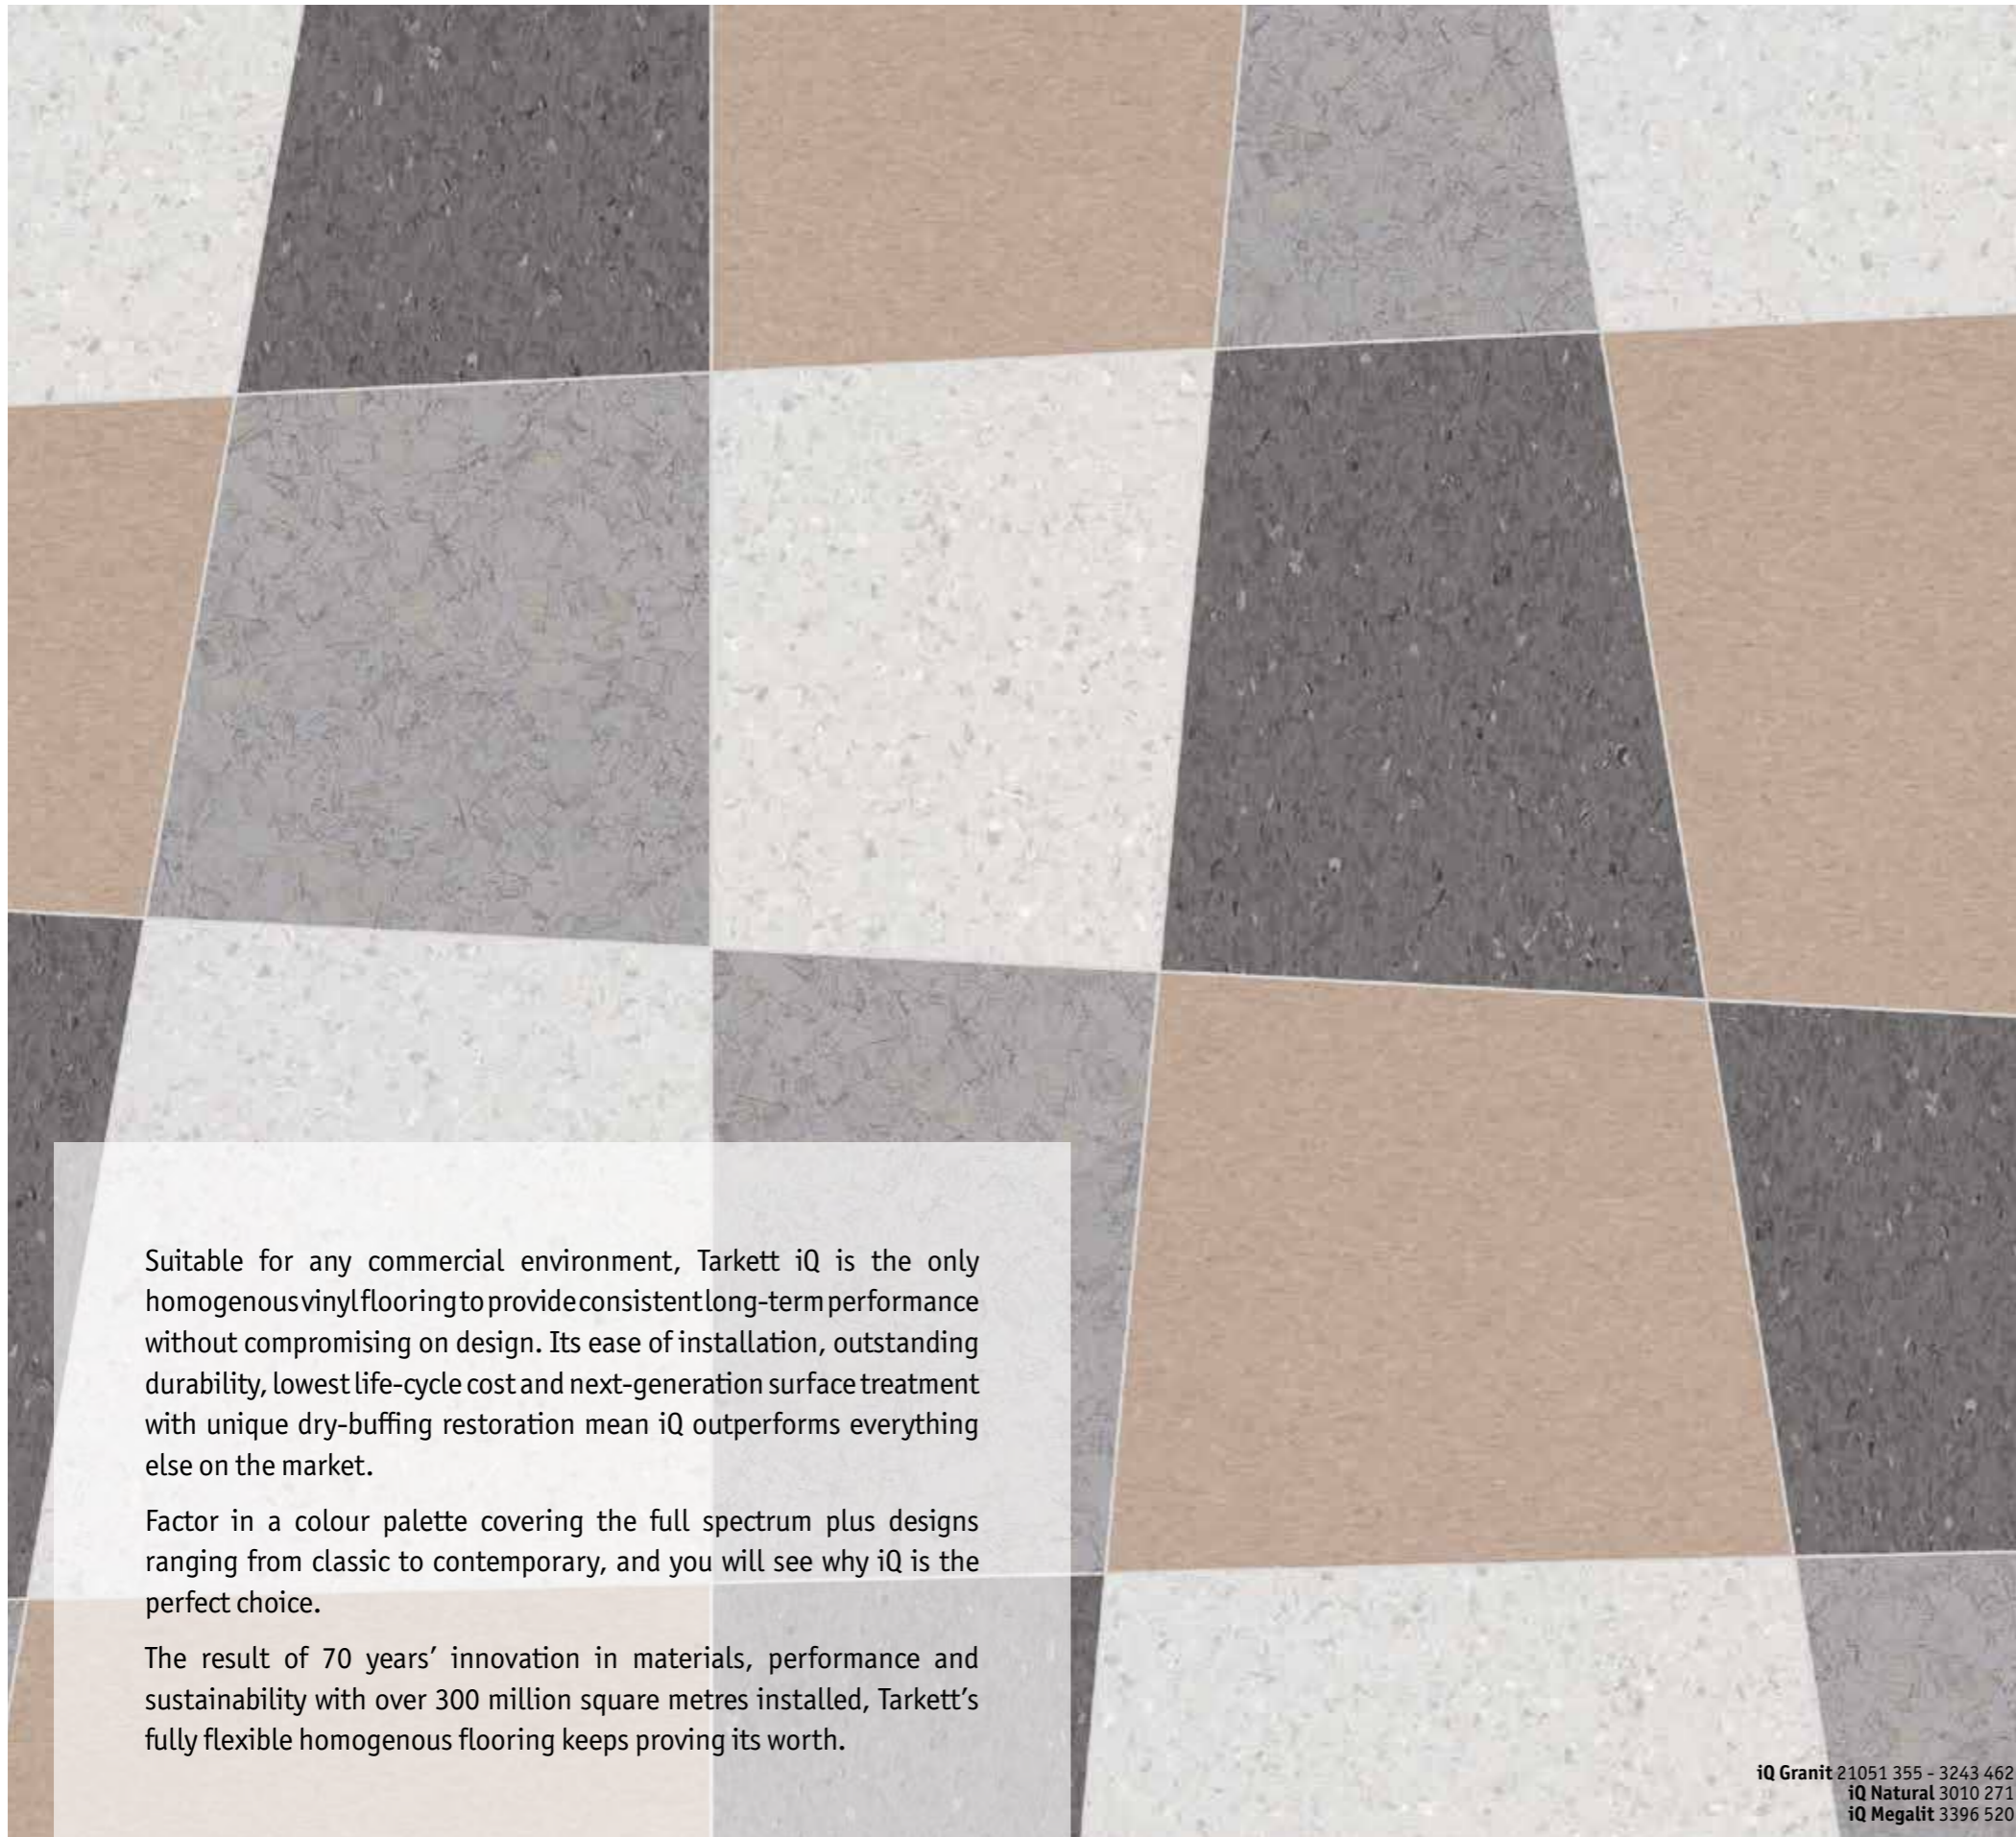 Suitable for any commercial environment, Tarkett iQ is the only
homogenous vinyl flooring to provide consistent long-term performance
without compromising on design. Its ease of installation, outstanding
durability, lowest life-cycle cost and next-generation surface treatment
with unique dry-buffing restoration mean iQ outperforms everything
else on the market.
Factor in a colour palette covering the full spectrum plus designs
ranging from classic to contemporary, and you will see why iQ is the
perfect choice.
The result of 70 years’ innovation in materials, performance and
sustainability with over 300 million square metres installed, Tarkett’s
fully flexible homogenous flooring keeps proving its worth.
iQ Granit 21051 355 - 3243 462
iQ Natural 3010 271
iQ Megalit 3396 520